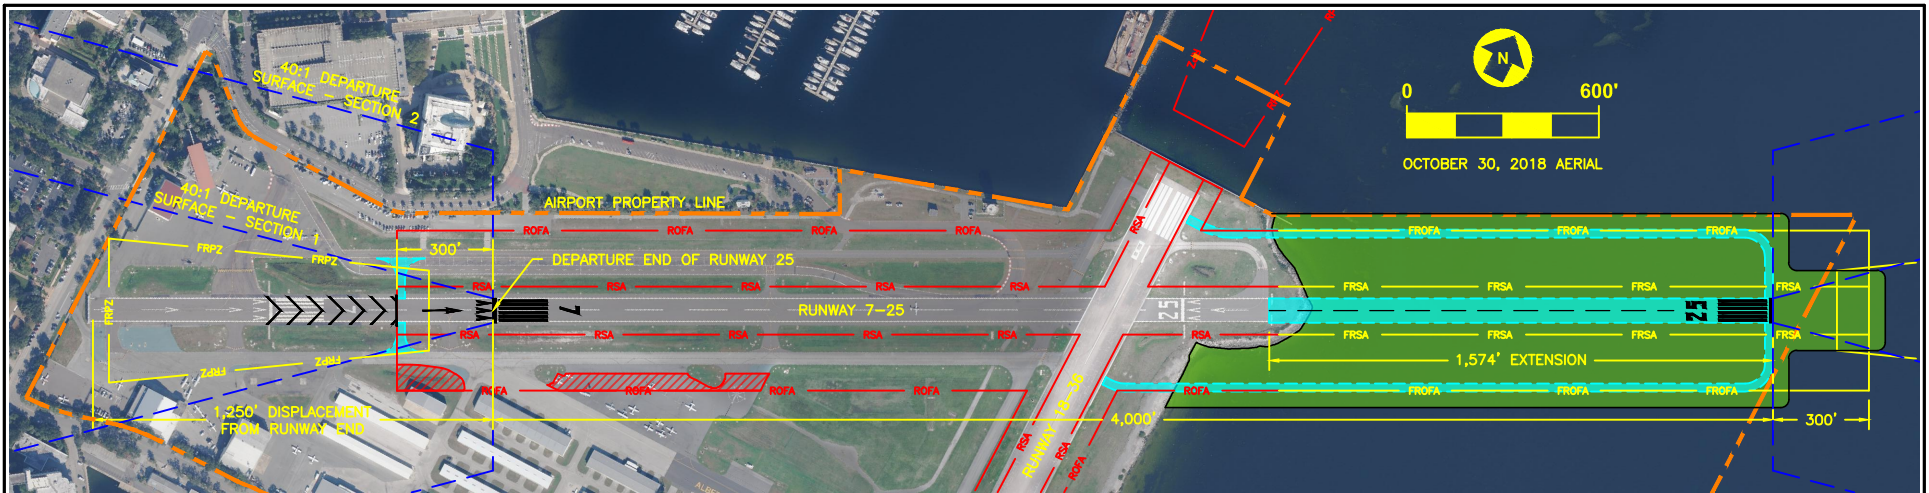 40:1 DEPARTURE
SURFACE - SECTION 2
ZAR
RPZ
N
0 600'
OCTOBER 30, 2018 AERIAL
40:1 DEPARTURE
SURFACE - SECTION 1
AIRPORT PROPERTY LINE
ROFA ROFA ROFA ROFA
RSA
FROFA FROFA FROFA
FRPZ
FRPZ
FRPZ
300'
DEPARTURE END OF RUNWAY 25
RSA RSA RSA RSA RSA
RSA
FRSA FRSA FRSA FRSA
7
RUNWAY 7-25
25
25
RSA RSA RSA RSA
RSA
FRSA FRSA FRSA FRSA
FRPZ
FRPZ
1,574' EXTENSION
ROFA ROFA ROFA ROFA
ROFA
FROFA FROFA FROFA
1,250' DISPLACEMENT
FROM RUNWAY END
4,000'
300'
RUNWAY 18-36
RSA
RSA
ROFA